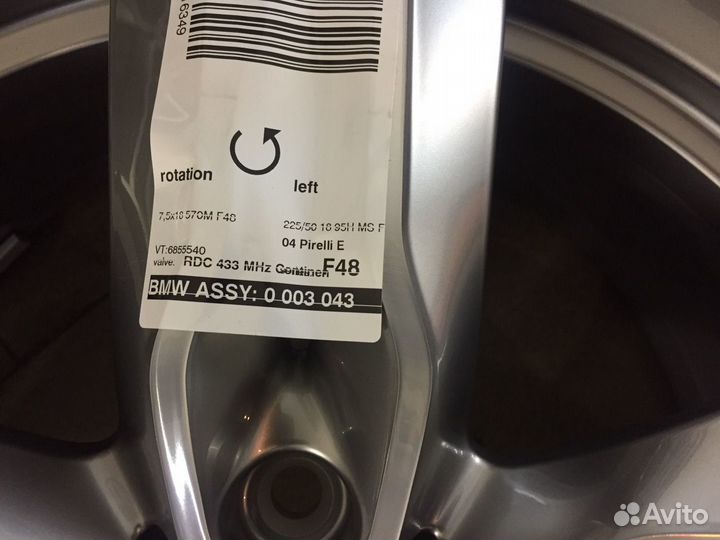 6349
rotation
left
7,5x18 570M F48
225/50 18 95H MS F
04 Pirelli E
VT:6855540
valve. RDC 433 MHz Continen F48
BMW ASSY: 0 003 043
Avito